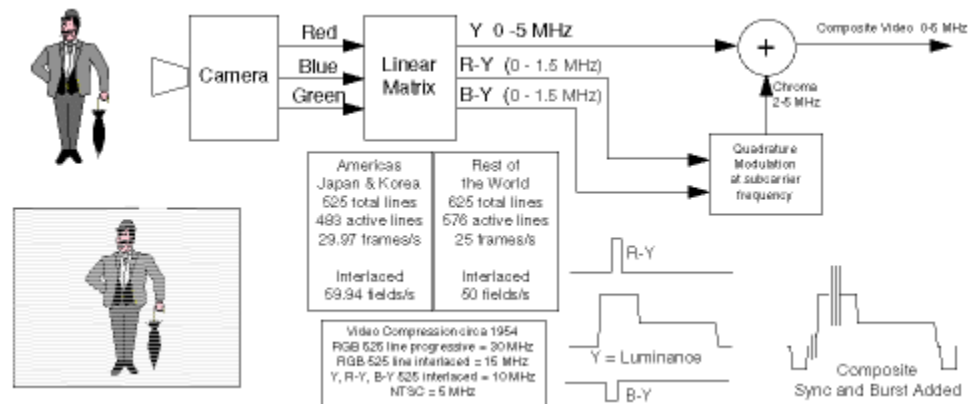 Red
Blue
Green
Camera
Linear
Matrix
Y 0 -5 MHz
R-Y (0 - 1.5 MHz)
B-Y (0 - 1.5 MHz)
+
Composite Video 0-5 MHz
Chroma
2-5 MHz
Quadrature
Modulation
at subcarrier
frequency
Americas
Japan & Korea
525 total lines
483 active lines
29.97 frames/s
Interlaced
59.94 fields/s
Rest of
the World
625 total lines
576 active lines
25 frames/s
Interlaced
50 fields/s
Video Compression circa 1954
RGB 525 line progressive = 30 MHz
RGB 525 line interlaced = 15 MHz
Y, R-Y, B-Y 525 interlaced = 10 MHz
NTSC = 5 MHz
R-Y
Y = Luminance
B-Y
Composite
Sync and Burst Added